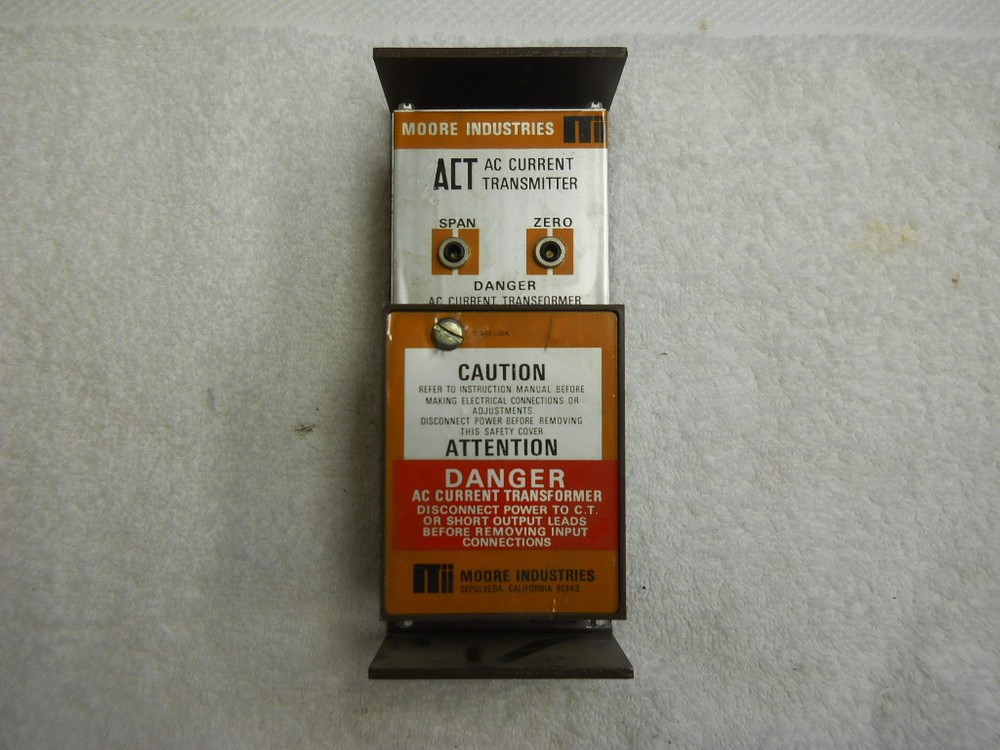 MOORE INDUSTRIES
ACT AC CURRENT
TRANSMITTER
SPAN ZERO
DANGER
AC CURRENT TRANSFORMER
CAUTION
REFER TO INSTRUCTION MANUAL BEFORE
MAKING ELECTRICAL CONNECTIONS OR
ADJUSTMENTS.
DISCONNECT POWER BEFORE REMOVING
THIS SAFETY COVER
ATTENTION
DANGER
AC CURRENT TRANSFORMER
DISCONNECT POWER TO C.T.
OR SHORT OUTPUT LEADS
BEFORE REMOVING INPUT
CONNECTIONS
MOORE INDUSTRIES
SEPULVEDA, CALIFORNIA 91343